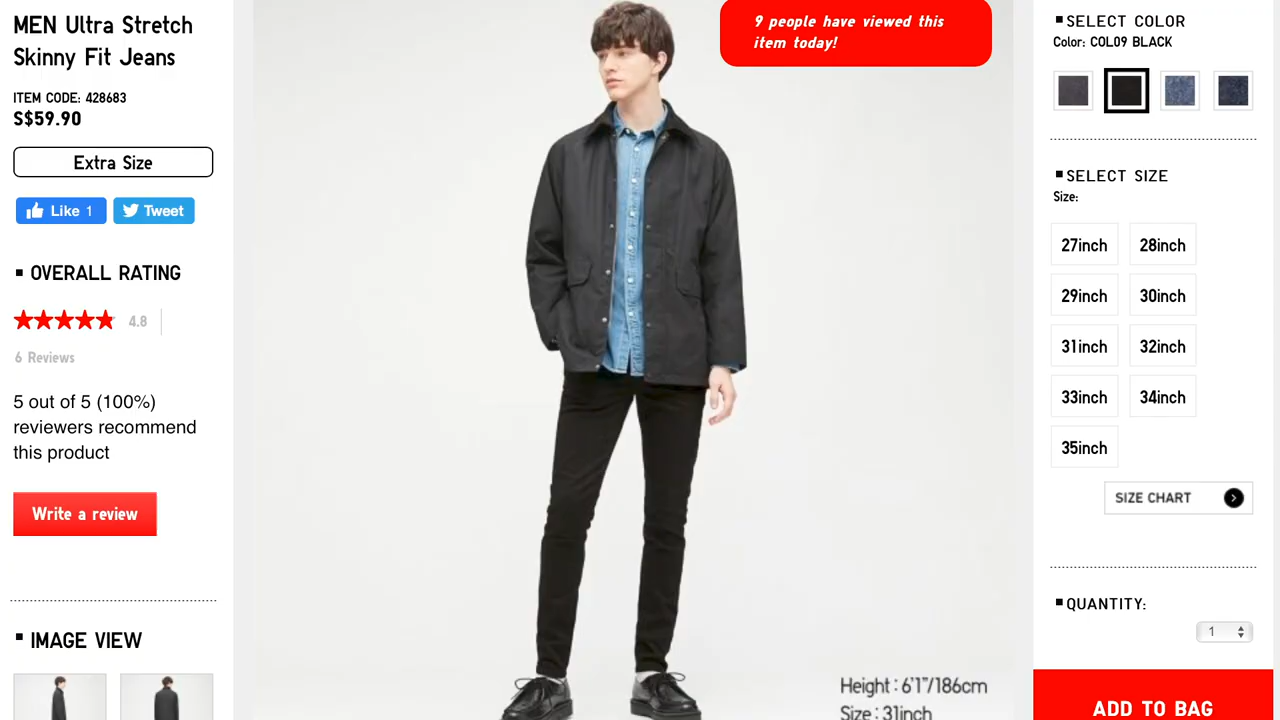 MEN Ultra Stretch
Skinny Fit Jeans
ITEM CODE: 428683
S$59.90
Extra Size
Like 1
Tweet
OVERALL RATING
4.8
6 Reviews
5 out of 5 (100%)
reviewers recommend
this product
Write a review
IMAGE VIEW
9 people have viewed this
item today!
Height : 6'1"/186cm
Size : 31inch
SELECT COLOR
Color: COL09 BLACK
SELECT SIZE
Size:
27inch
28inch
29inch
30inch
31inch
32inch
33inch
34inch
35inch
SIZE CHART
QUANTITY:
1
ADD TO BAG